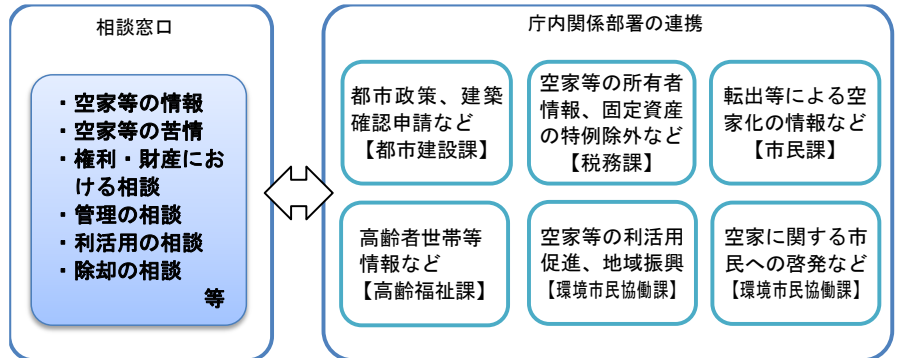 相談窓口
・空家等の情報
・空家等の苦情
・権利・財産にお
ける相談
・管理の相談
・利活用の相談
・除却の相談
等
庁内関係部署の連携
都市政策、建築
確認申請など
【都市建設課】
空家等の所有者
情報、固定資産
の特例除外など
【税務課】
転出等による空
家化の情報など
【市民課】
高齢者世帯等
情報など
【高齢福祉課】
空家等の利活用
促進、地域振興
【環境市民協働課】
空家に関する市
民への啓発など
【環境市民協働課】